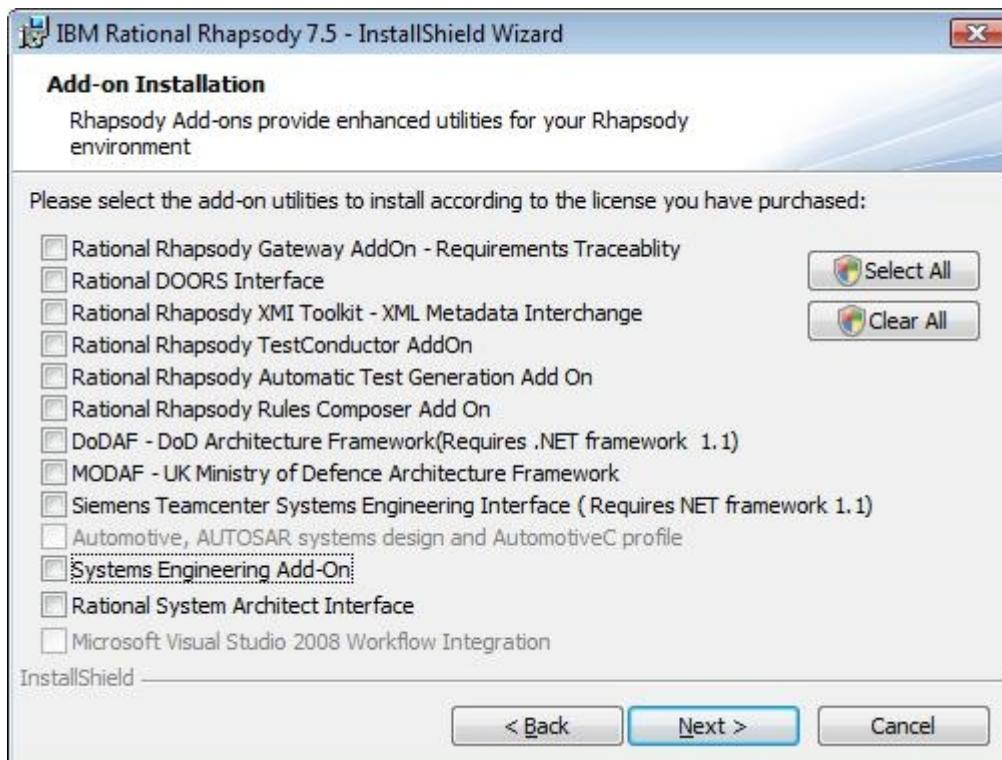 IBM Rational Rhapsody 7.5 - InstallShield Wizard
Add-on Installation
Rhapsody Add-ons provide enhanced utilities for your Rhapsody
environment
Please select the add-on utilities to install according to the license you have purchased:
Rational Rhapsody Gateway AddOn - Requirements Traceablity
Rational DOORS Interface
Rational Rhaposdy XMI Toolkit - XML Metadata Interchange
Rational Rhapsody TestConductor AddOn
Rational Rhapsody Automatic Test Generation Add On
Rational Rhapsody Rules Composer Add On
DoDAF - DoD Architecture Framework(Requires .NET framework 1.1)
MODAF - UK Ministry of Defence Architecture Framework
Siemens Teamcenter Systems Engineering Interface ( Requires NET framework 1.1)
Automotive, AUTOSAR systems design and AutomotiveC profile
Systems Engineering Add-On
Rational System Architect Interface
Microsoft Visual Studio 2008 Workflow Integration
Select All
Clear All
InstallShield
< Back
Next >
Cancel